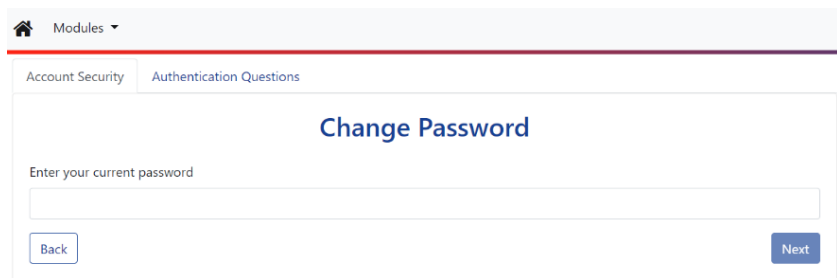 Modules
Account Security Authentication Questions
Change Password
Enter your current password
Back Next